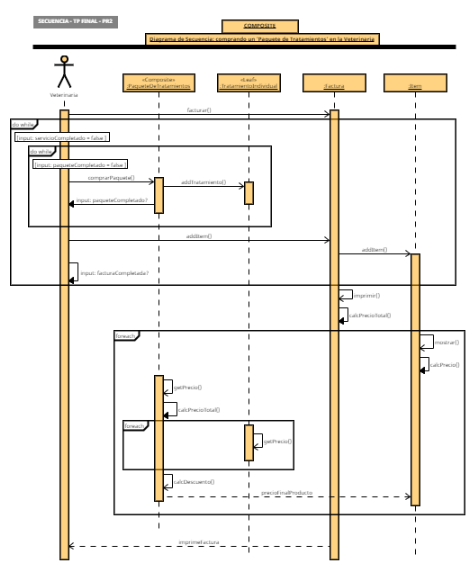 SECUENCIA - TP FINAL - PR2
COMPOSITE
Diagrama de Secuencia: comprando un 'Paquete de Tratamientos' en la Veterinaria
Veterinaria
«Composite»
:PaqueteDeTratamientos
«Leaf»
:TratamientoIndividual
:Factura
:Item
facturar()
do while
[input: servicioCompletado = false ]
do while
[input: paqueteCompletado = false ]
comprarPaquete()
addTratamiento()
input: paqueteCompletado?
addItem()
addItem()
input: facturaCompletada?
imprimir()
calcPrecioTotal()
foreach
mostrar()
calcPrecio()
getPrecio()
calcPrecioTotal()
foreach
getPrecio()
calcDescuento()
precioFinalProducto
imprimeFactura